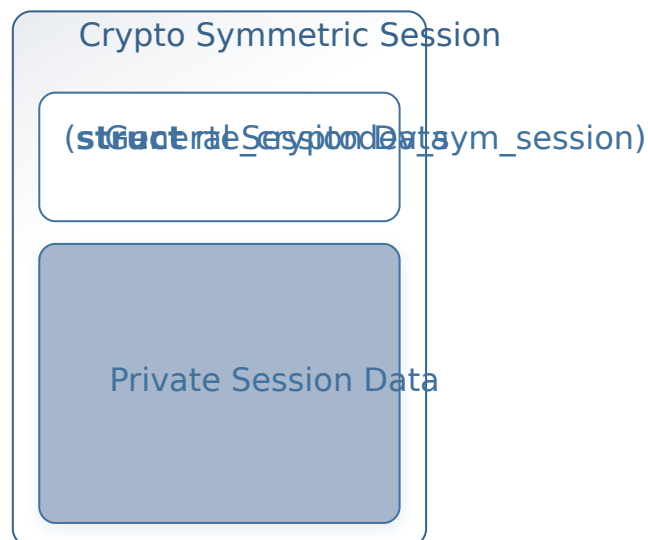 Crypto Symmetric Session
General Session Data
(struct rte_cryptodev_sym_session)
Private Session Data